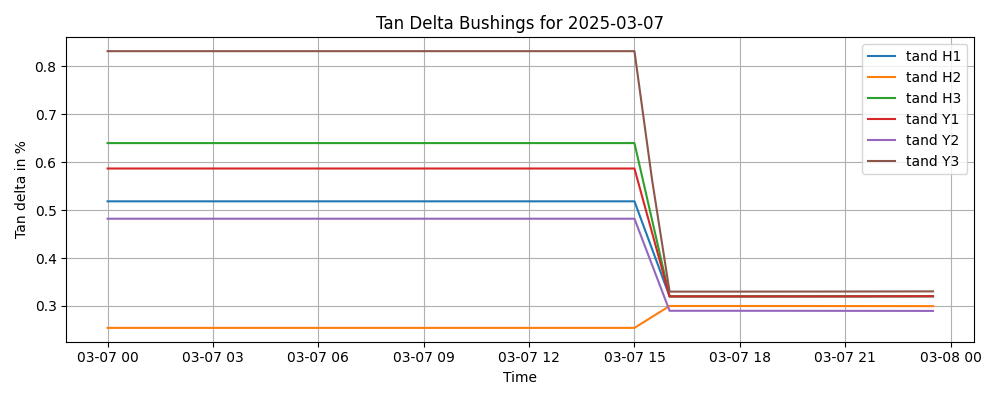 Tan Delta Bushings for 2025-03-07
Tan delta in %
0.8
0.7
0.6
0.5
0.4
0.3
tand H1
tand H2
tand H3
tand Y1
tand Y2
tand Y3
03-07 00 03-07 03 03-07 06 03-07 09 03-07 12 03-07 15 03-07 18 03-07 21 03-08 00
Time